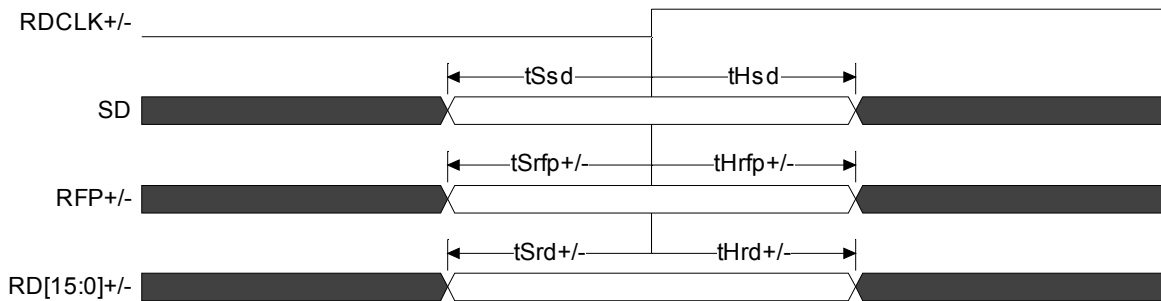 RDCLK+/-
tSsd tHsd
SD
tSrfp+/- tHrfp+/-
RFP+/-
tSrd+/- tHrd+/-
RD[15:0]+/-